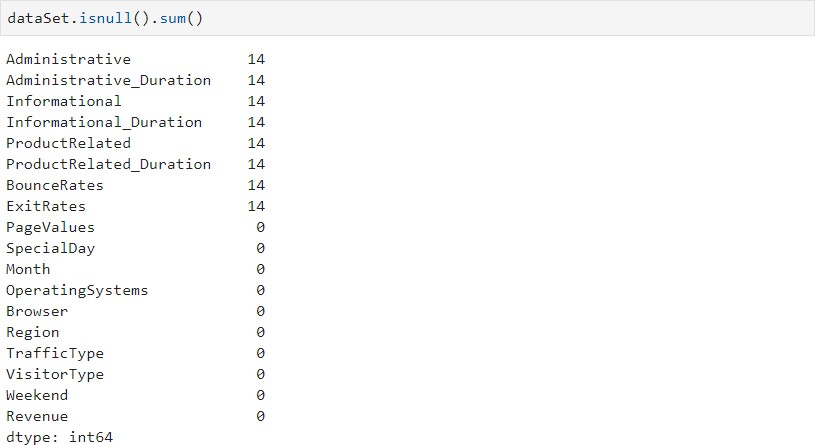 dataSet.isnull().sum()
Administrative 14
Administrative_Duration 14
Informational 14
Informational_Duration 14
ProductRelated 14
ProductRelated_Duration 14
BounceRates 14
ExitRates 14
PageValues 0
SpecialDay 0
Month 0
OperatingSystems 0
Browser 0
Region 0
TrafficType 0
VisitorType 0
Weekend 0
Revenue 0
dtype: int64